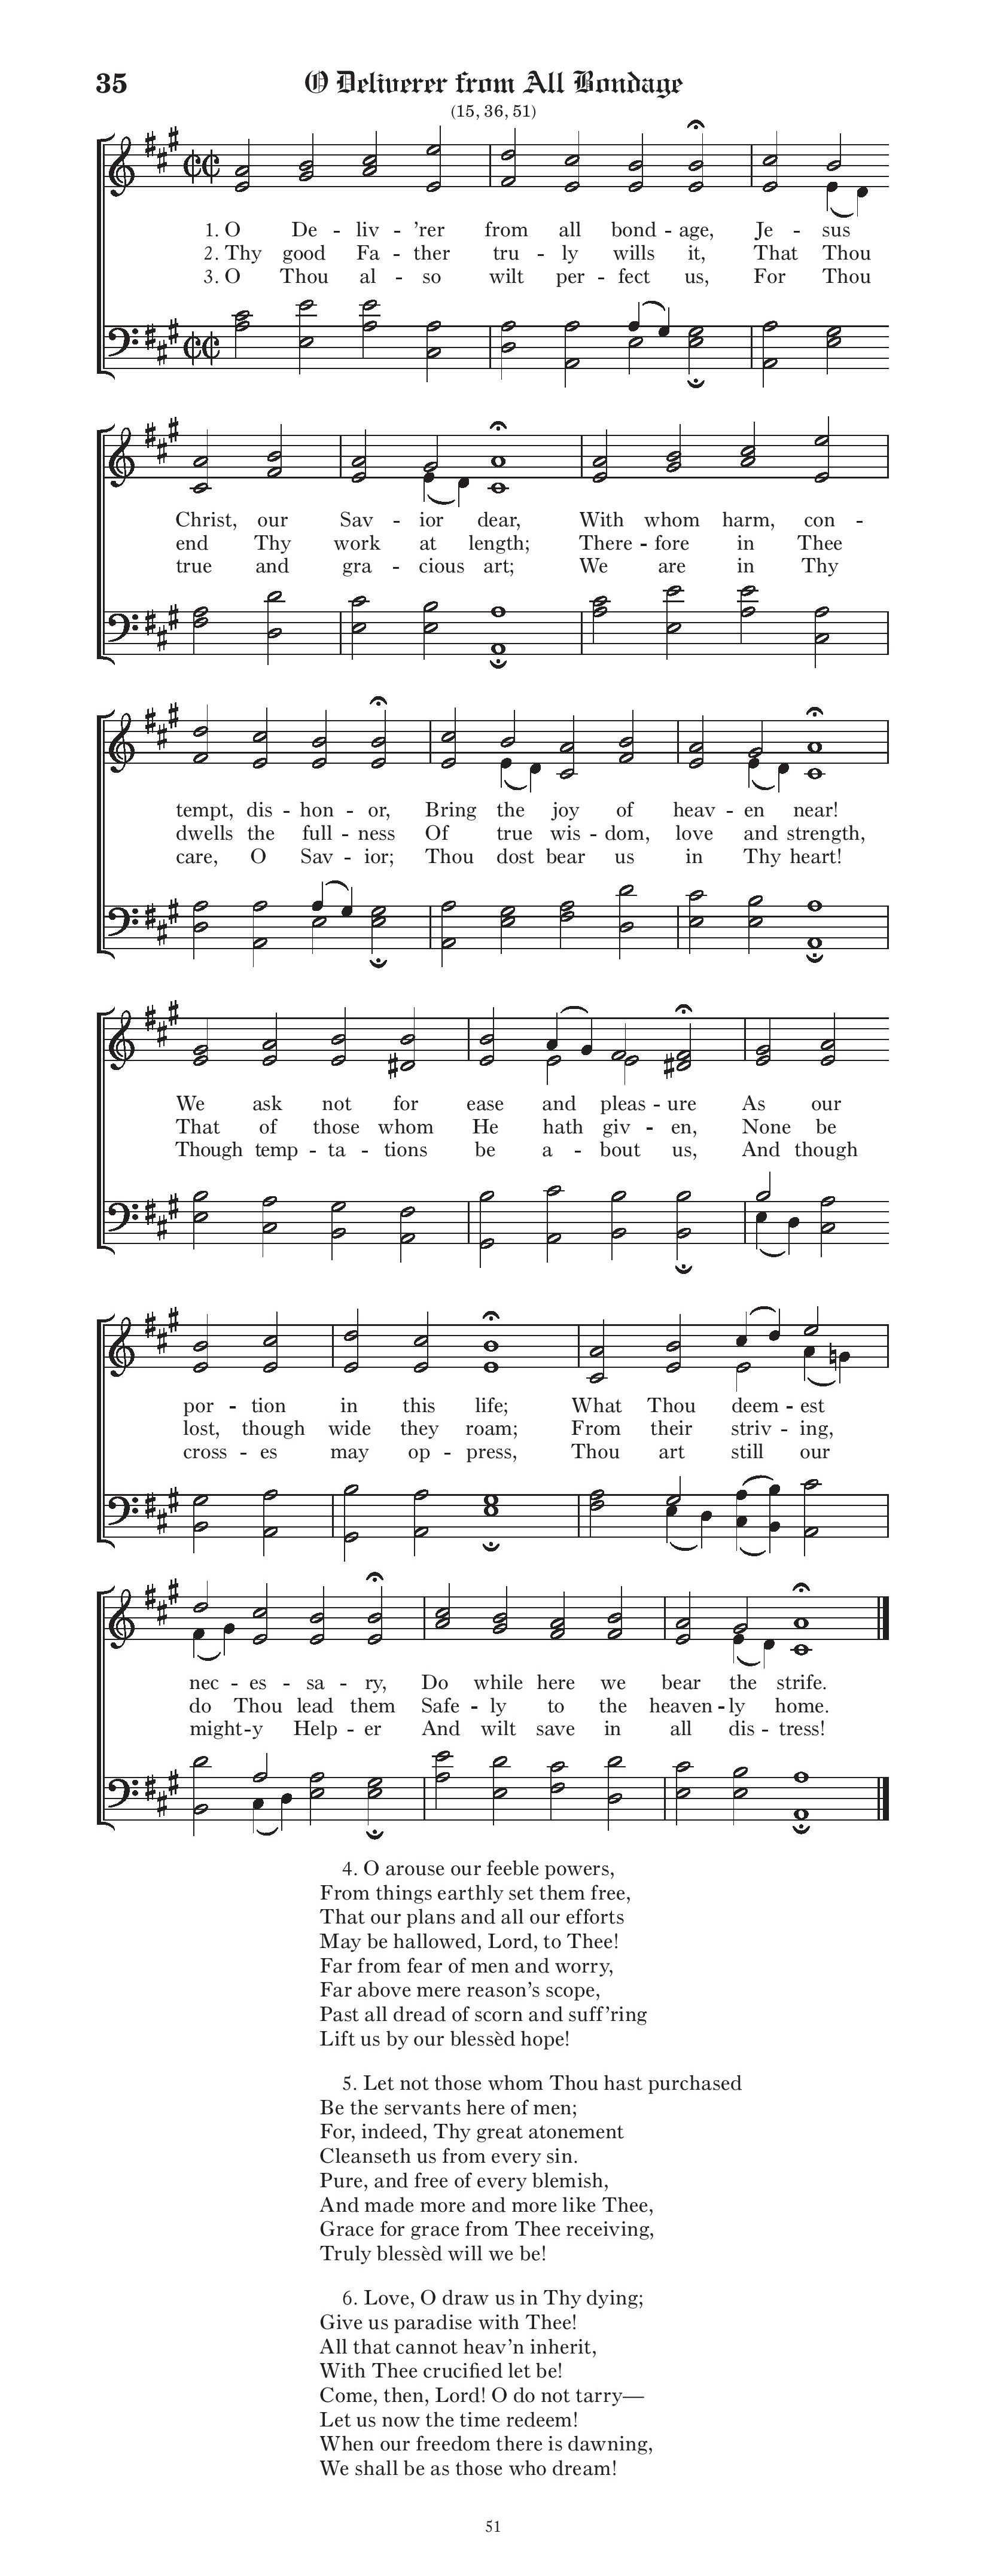 35 O Deliverer from All Bondage
(15, 36, 51)
1. O De - liv - ’rer from all bond - age, Je - sus
2. Thy good Fa - ther tru - ly wills it, That Thou
3. O Thou al - so wilt per - fect us, For Thou
Christ, our Sav - ior dear, With whom harm, con -
end Thy work at length; There - fore in Thee
true and gra - cious art; We are in Thy
tempt, dis - hon - or, Bring the joy of heav - en near!
dwells the full - ness Of true wis - dom, love and strength,
care, O Sav - ior; Thou dost bear us in Thy heart!
We ask not for ease and pleas - ure As our
That of those whom He hath giv - en, None be
Though temp - ta - tions be a - bout us, And though
por - tion in this life; What Thou deem - est
lost, though wide they roam; From their striv - ing,
cross - es may op - press, Thou art still our
nec - es - sa - ry, Do while here we bear the strife.
do Thou lead them Safe - ly to the heaven - ly home.
might - y Help - er And wilt save in all dis - tress!
4. O arouse our feeble powers,
From things earthly set them free,
That our plans and all our efforts
May be hallowed, Lord, to Thee!
Far from fear of men and worry,
Far above mere reason’s scope,
Past all dread of scorn and suff’ring
Lift us by our blessèd hope!
5. Let not those whom Thou hast purchased
Be the servants here of men;
For, indeed, Thy great atonement
Cleanseth us from every sin.
Pure, and free of every blemish,
And made more and more like Thee,
Grace for grace from Thee receiving,
Truly blessèd will we be!
6. Love, O draw us in Thy dying;
Give us paradise with Thee!
All that cannot heav’n inherit,
With Thee crucified let be!
Come, then, Lord! O do not tarry—
Let us now the time redeem!
When our freedom there is dawning,
We shall be as those who dream!
51